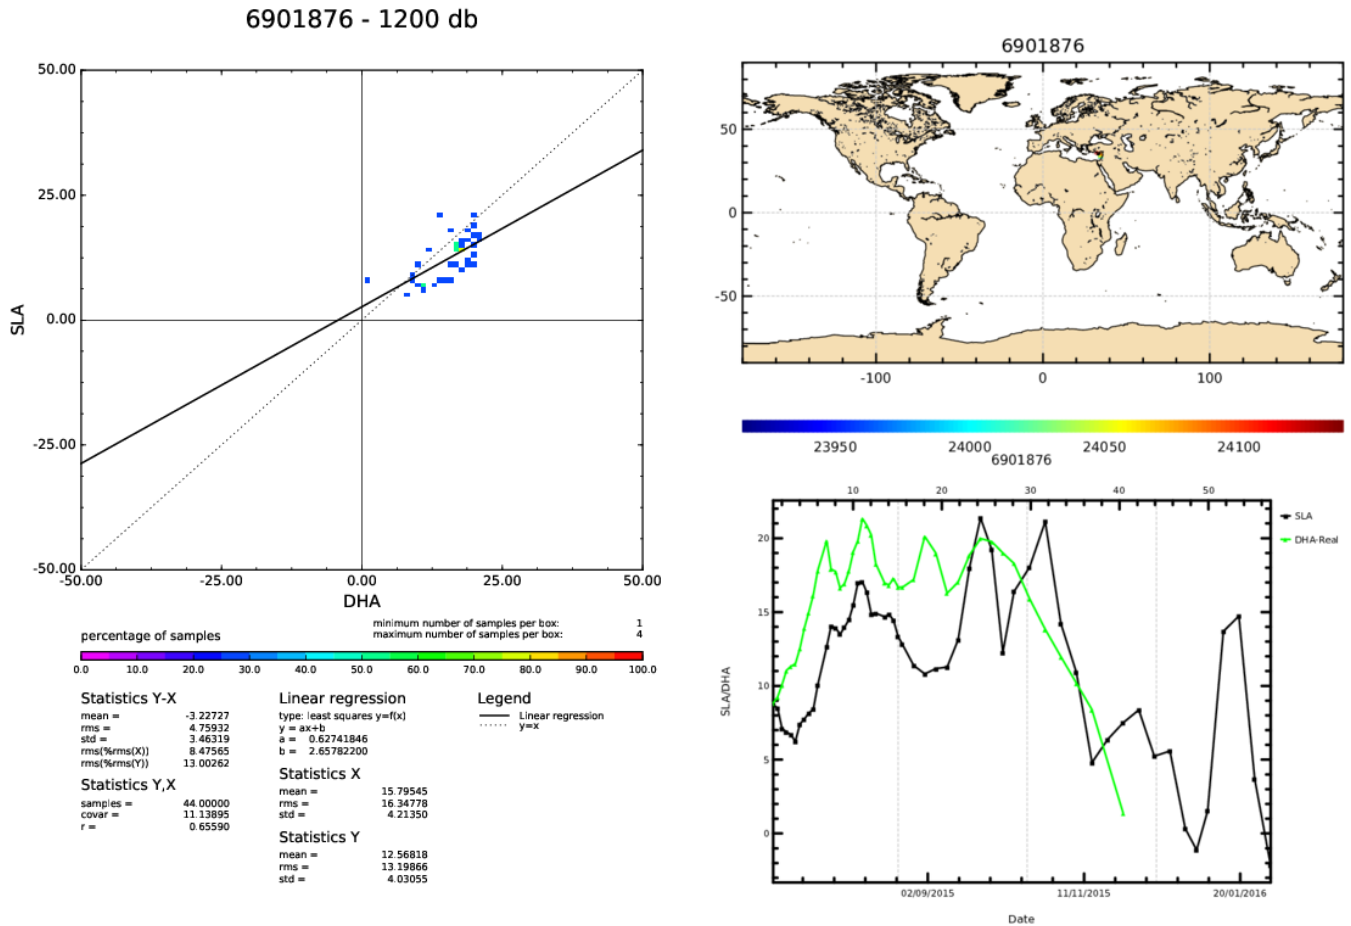 6901876 - 1200 db
50.00
25.00
0.00
-25.00
-50.00
SLA
-50.00 -25.00 0.00 25.00 50.00
DHA
percentage of samples
minimum number of samples per box: 1
maximum number of samples per box: 4
0.0 10.0 20.0 30.0 40.0 50.0 60.0 70.0 80.0 90.0 100.0
Statistics Y-X
mean = -3.22727
rms = 4.75932
std = 3.46319
rms(%rms(X)) 8.47565
rms(%rms(Y)) 13.00262
Statistics Y,X
samples = 44.00000
covar = 11.13895
r = 0.65590
Linear regression
type: least squares y=f(x)
y = ax+b
a = 0.62741846
b = 2.65782200
Statistics X
mean = 15.79545
rms = 16.34778
std = 4.21350
Statistics Y
mean = 12.56818
rms = 13.19866
std = 4.03055
Legend
Linear regression
y=x
6901876
50
0
-50
-100 0 100
23950 24000 24050 24100
6901876
10 20 30 40 50
20
15
10
5
0
SLA/DHA
02/09/2015 11/11/2015 20/01/2016
Date
SLA
DHA-Real